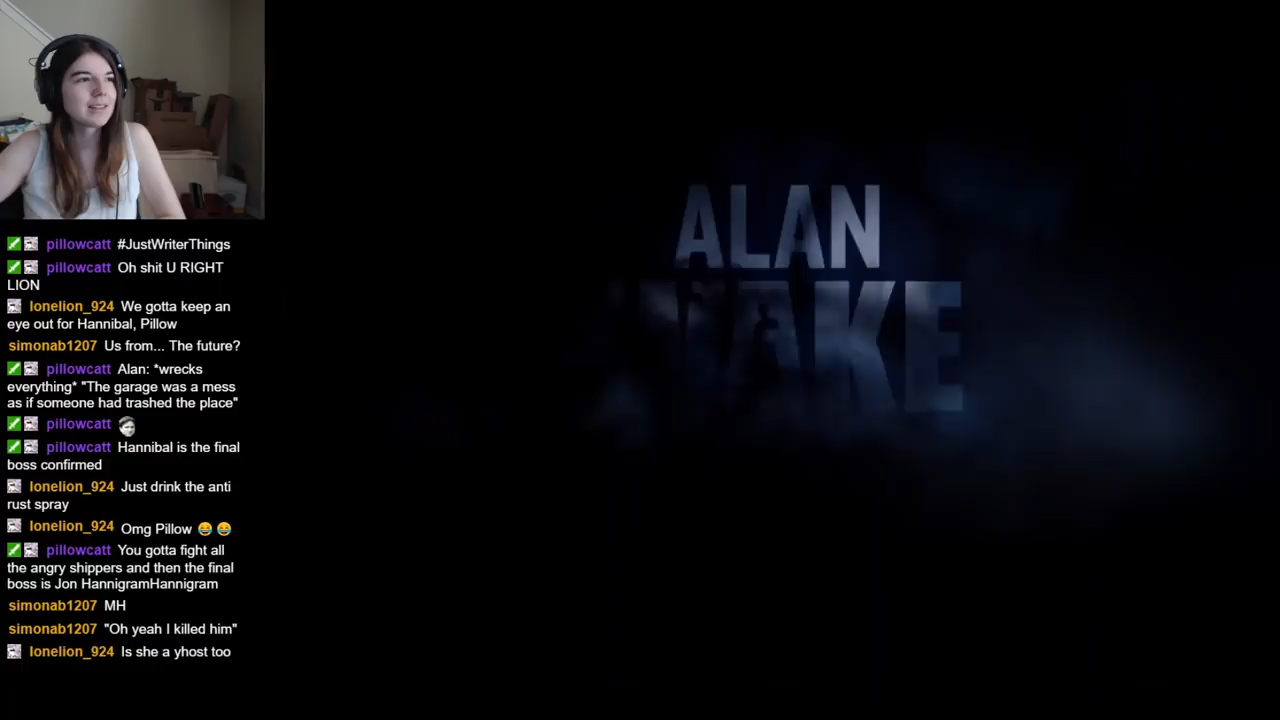 ALAN
WAKE
pillowcatt #JustWriterThings
pillowcatt Oh shit U RIGHT
LION
lonelion_924 We gotta keep an
eye out for Hannibal, Pillow
simonab1207 Us from... The future?
pillowcatt Alan: *wrecks
everything* "The garage was a mess
as if someone had trashed the place"
pillowcatt
pillowcatt Hannibal is the final
boss confirmed
lonelion_924 Just drink the anti
rust spray
lonelion_924 Omg Pillow 😂 😂
pillowcatt You gotta fight all
the angry shippers and then the final
boss is Jon HannigramHannigram
simonab1207 MH
simonab1207 "Oh yeah I killed him"
lonelion_924 Is she a yhost too